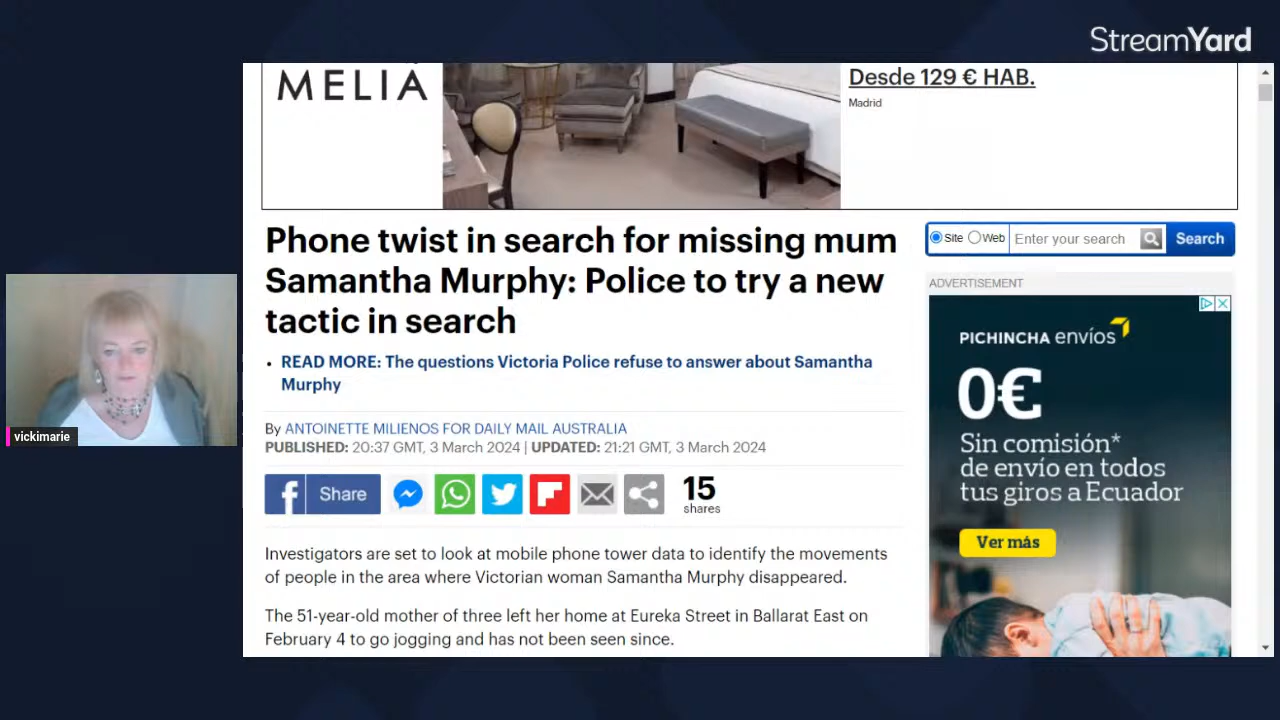 StreamYard
MELIA
Desde 129 € HAB.
Madrid
Phone twist in search for missing mum
Samantha Murphy: Police to try a new
tactic in search
• READ MORE: The questions Victoria Police refuse to answer about Samantha
Murphy
By ANTOINETTE MILIENOS FOR DAILY MAIL AUSTRALIA
PUBLISHED: 20:37 GMT, 3 March 2024 | UPDATED: 21:21 GMT, 3 March 2024
Share
15
shares
Investigators are set to look at mobile phone tower data to identify the movements
of people in the area where Victorian woman Samantha Murphy disappeared.
The 51-year-old mother of three left her home at Eureka Street in Ballarat East on
February 4 to go jogging and has not been seen since.
Site Web Enter your search Search
ADVERTISEMENT
PICHINCHA envíos
0€
Sin comisión*
de envío en todos
tus giros a Ecuador
Ver más
vickimarie